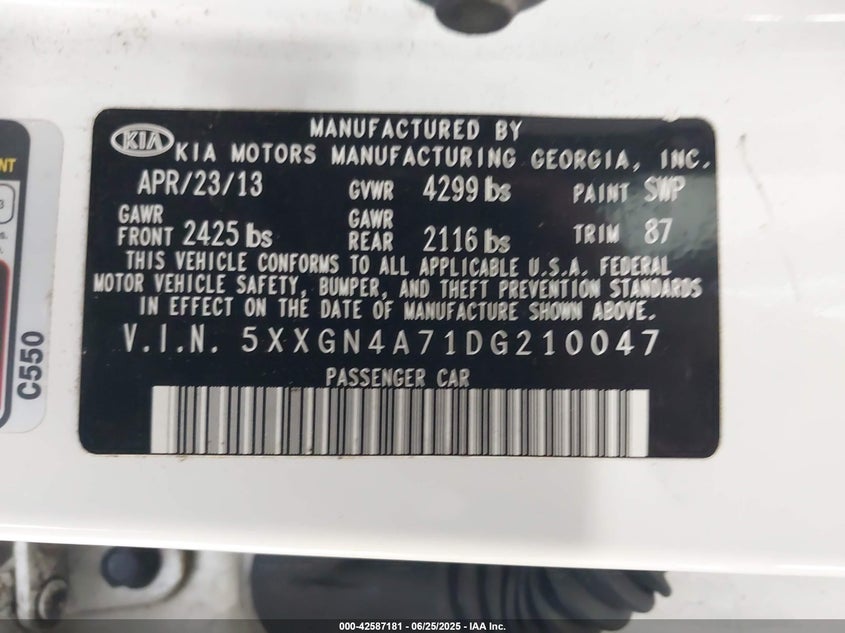 KIA
MANUFACTURED BY
KIA MOTORS MANUFACTURING GEORGIA, INC.
APR/23/13 GVWR 4299 lbs PAINT SWP
GAWR FRONT 2425 lbs GAWR REAR 2116 lbs TRIM 87
THIS VEHICLE CONFORMS TO ALL APPLICABLE U.S.A. FEDERAL
MOTOR VEHICLE SAFETY, BUMPER, AND THEFT PREVENTION STANDARDS
IN EFFECT ON THE DATE OF MANUFACTURE SHOWN ABOVE.
V.I.N. 5XXGN4A71DG210047
PASSENGER CAR
C550
000-42587181 - 06/25/2025 - IAA Inc.